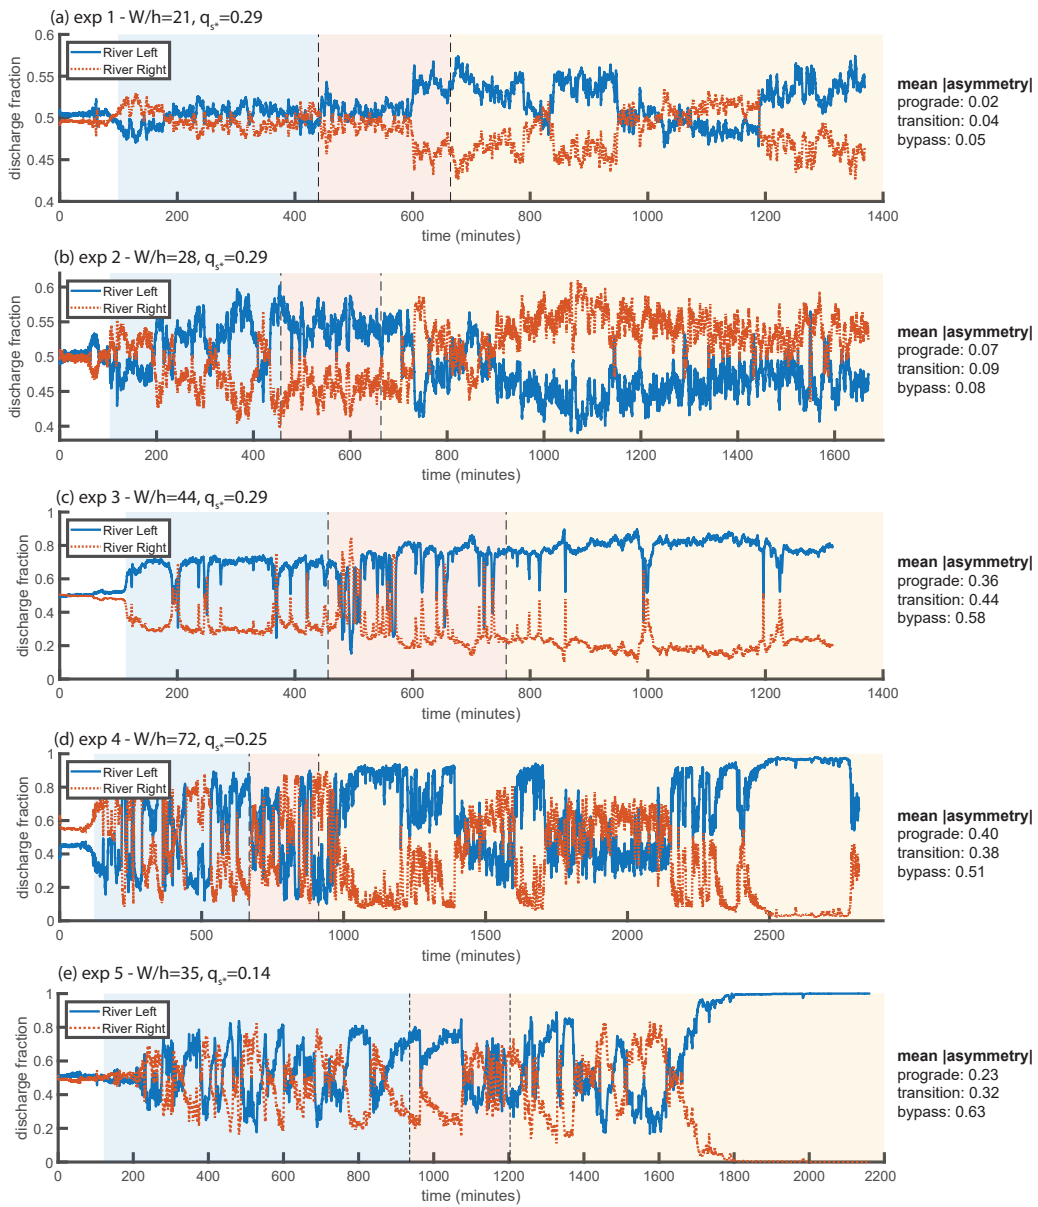 (a) exp 1 - W/h=21, qs*=0.29
0.6
River Left
River Right
0.55
0.5
0.45
0.4
discharge fraction
0 200 400 600 800 1000 1200 1400
time (minutes)
mean |asymmetry|
prograde: 0.02
transition: 0.04
bypass: 0.05
(b) exp 2 - W/h=28, qs*=0.29
River Left
River Right
0.6
0.55
0.5
0.45
0.4
discharge fraction
0 200 400 600 800 1000 1200 1400 1600
time (minutes)
mean |asymmetry|
prograde: 0.07
transition: 0.09
bypass: 0.08
(c) exp 3 - W/h=44, qs*=0.29
1
River Left
River Right
0.8
0.6
0.4
0.2
0
discharge fraction
0 200 400 600 800 1000 1200 1400
time (minutes)
mean |asymmetry|
prograde: 0.36
transition: 0.44
bypass: 0.58
(d) exp 4 - W/h=72, qs*=0.25
1
River Left
River Right
0.8
0.6
0.4
0.2
0
discharge fraction
0 500 1000 1500 2000 2500
time (minutes)
mean |asymmetry|
prograde: 0.40
transition: 0.38
bypass: 0.51
(e) exp 5 - W/h=35, qs*=0.14
1
River Left
River Right
0.8
0.6
0.4
0.2
0
discharge fraction
0 200 400 600 800 1000 1200 1400 1600 1800 2000 2200
time (minutes)
mean |asymmetry|
prograde: 0.23
transition: 0.32
bypass: 0.63